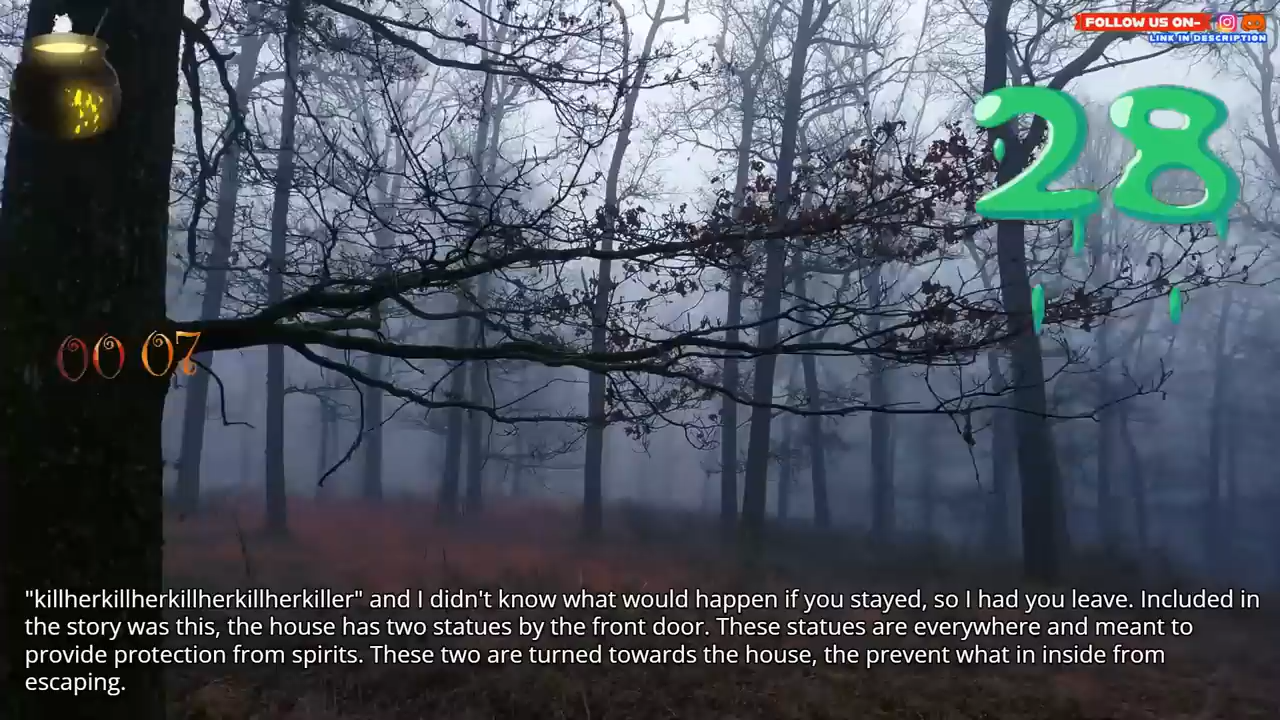 FOLLOW US ON-
LINK IN DESCRIPTION
28
00 07
"killherkillherkillherkillherkiller" and I didn't know what would happen if you stayed, so I had you leave. Included in
the story was this, the house has two statues by the front door. These statues are everywhere and meant to
provide protection from spirits. These two are turned towards the house, the prevent what in inside from
escaping.